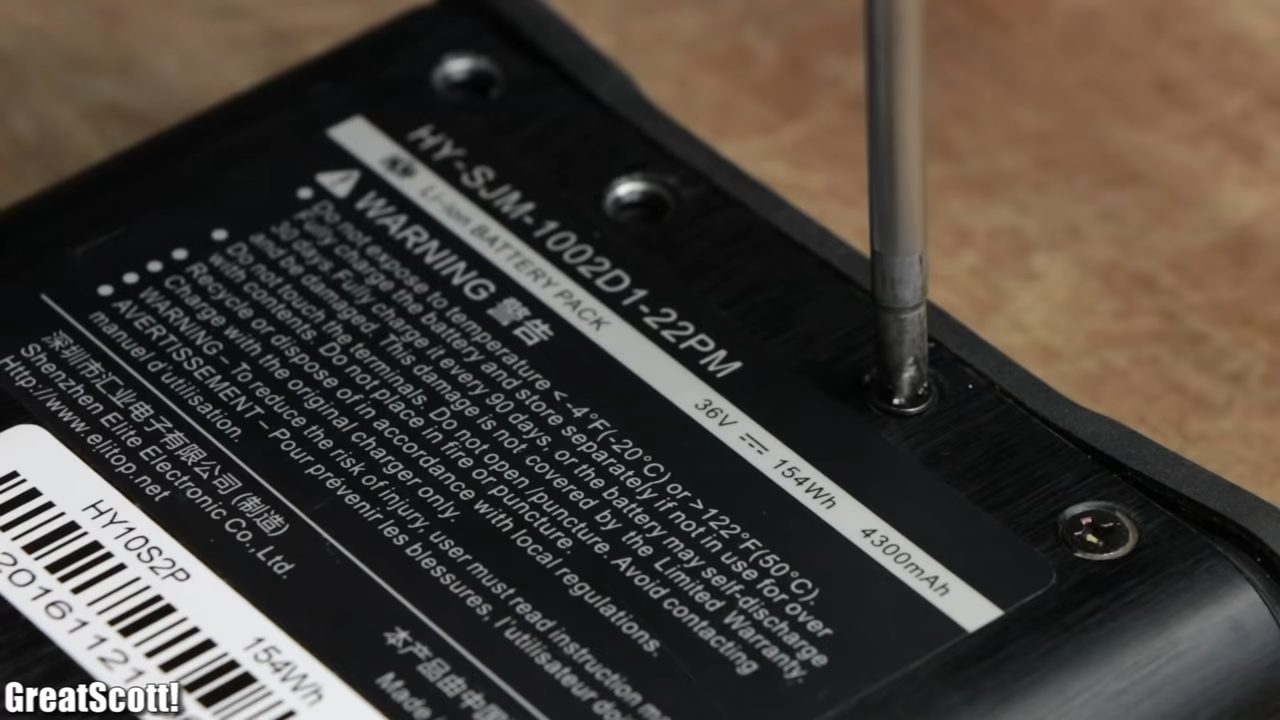 HY-SJM-1002D1-22PM
Li-ion BATTERY PACK 36V 154Wh 4300mAh
WARNING 警告
Do not expose to temperature < -4°F(-20°C) or >122°F(50°C).
Fully charge the battery and store separately if not in use for over
30 days. Fully charge it every 90 days, or the battery may self-discharge
and be damaged. This damage is not covered by the Limited Warranty.
Do not touch the terminals. Do not open /puncture. Avoid contacting
with contents. Do not place in fire or puncture.
Recycle or dispose of in accordance with local regulations.
Charge with the original charger only.
WARNING – To reduce the risk of injury, user must read instruction
AVERTISSEMENT – Pour prévenir les blessures, l'utilisateur
manuel d'utilisation.
深圳市汇业电子有限公司 (制造)
Shenzhen Elite Electronic Co.,Ltd.
Http://www.elitop.net
本产品由中国
Made
HY10S2P
154Wh
20161121
GreatScott!